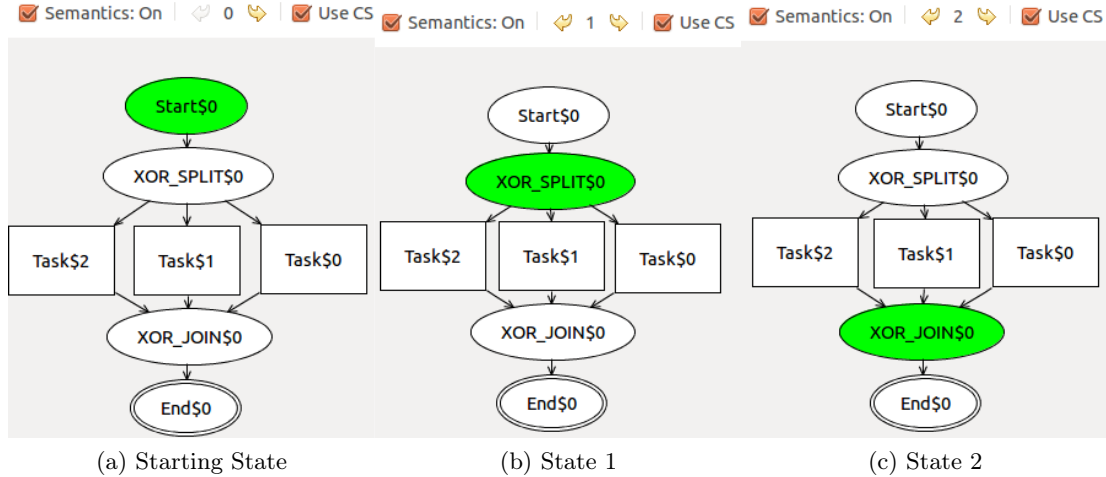 Semantics: On 0 Use CS
Start$0
XOR_SPLIT$0
Task$2 Task$1 Task$0
XOR_JOIN$0
End$0
(a) Starting State
Semantics: On 1 Use CS
Start$0
XOR_SPLIT$0
Task$2 Task$1 Task$0
XOR_JOIN$0
End$0
(b) State 1
Semantics: On 2 Use CS
Start$0
XOR_SPLIT$0
Task$2 Task$1 Task$0
XOR_JOIN$0
End$0
(c) State 2